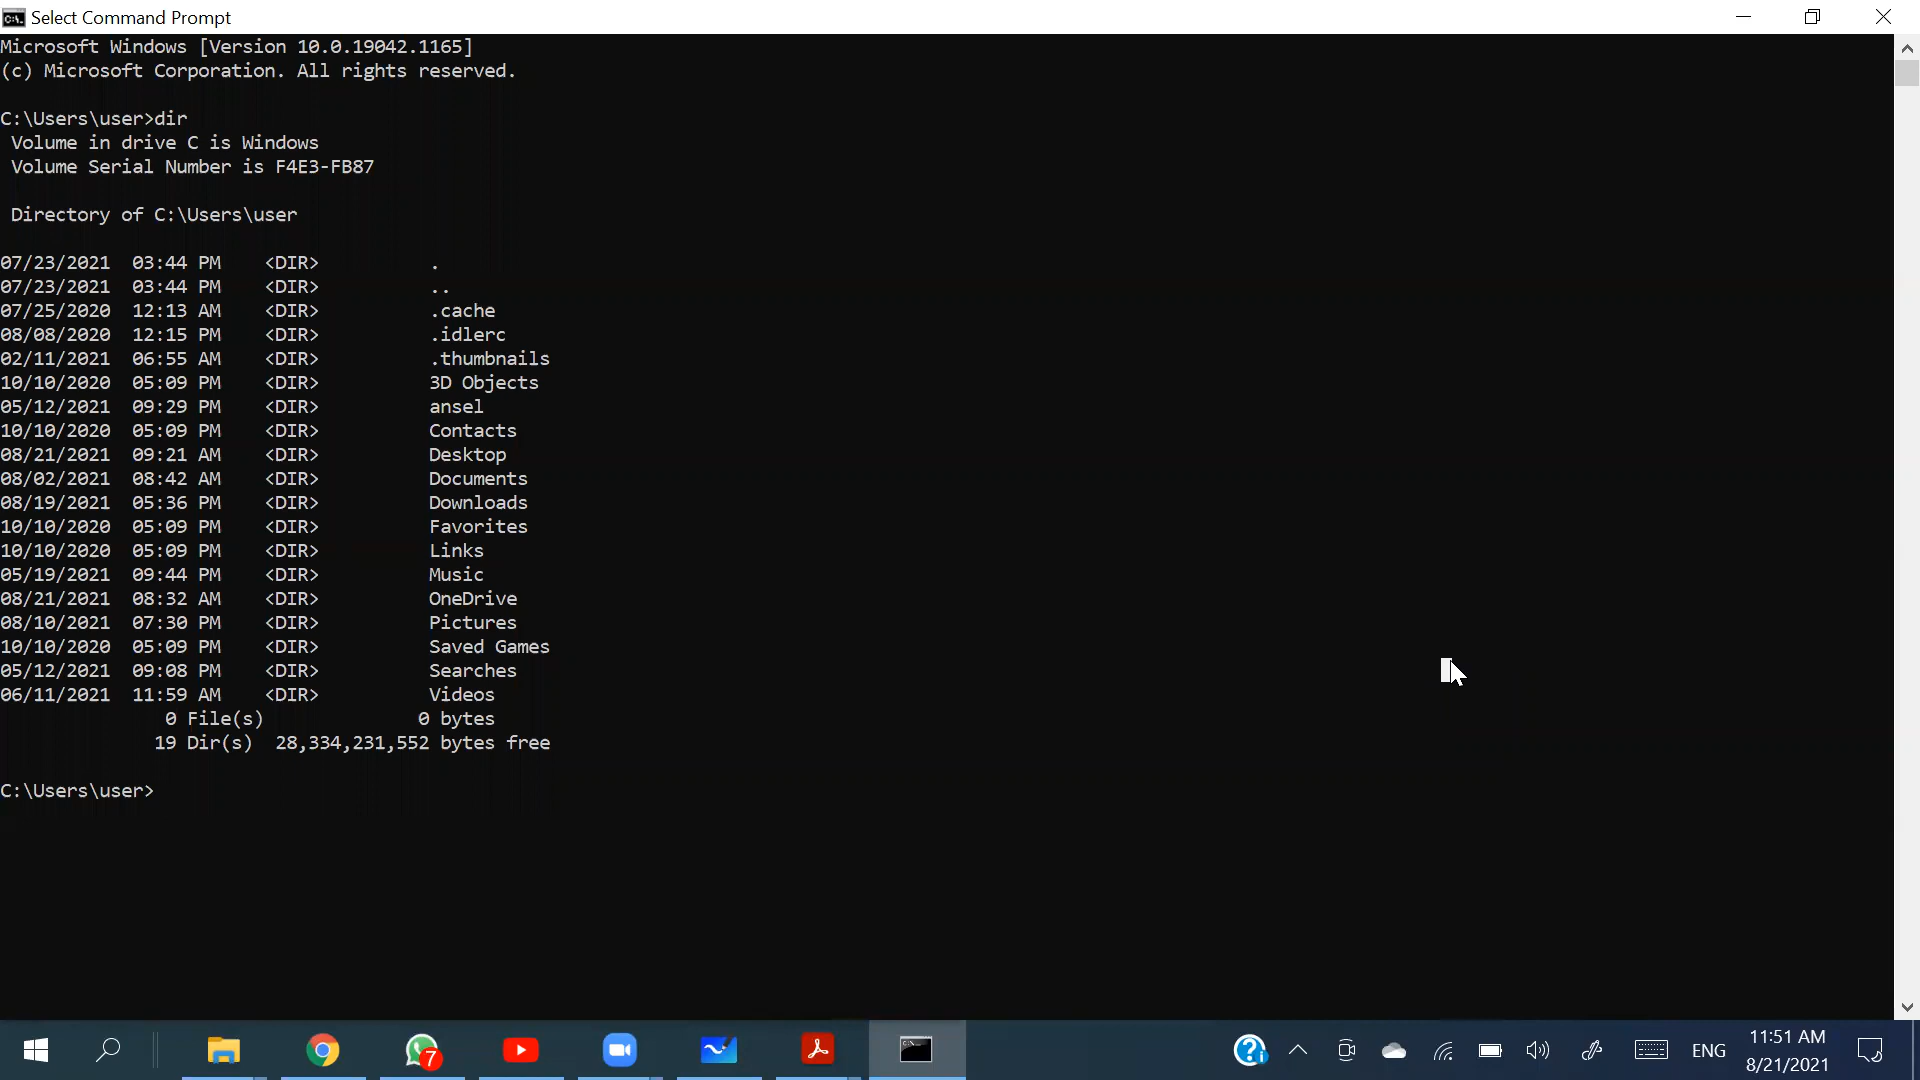 Select Command Prompt
Microsoft Windows [Version 10.0.19042.1165]
(c) Microsoft Corporation. All rights reserved.
C:\Users\user>dir
 Volume in drive C is Windows
 Volume Serial Number is F4E3-FB87
 Directory of C:\Users\user
07/23/2021  03:44 PM    <DIR>          .
07/23/2021  03:44 PM    <DIR>          ..
07/25/2020  12:13 AM    <DIR>          .cache
08/08/2020  12:15 PM    <DIR>          .idlerc
02/11/2021  06:55 AM    <DIR>          .thumbnails
10/10/2020  05:09 PM    <DIR>          3D Objects
05/12/2021  09:29 PM    <DIR>          ansel
10/10/2020  05:09 PM    <DIR>          Contacts
08/21/2021  09:21 AM    <DIR>          Desktop
08/02/2021  08:42 AM    <DIR>          Documents
08/19/2021  05:36 PM    <DIR>          Downloads
10/10/2020  05:09 PM    <DIR>          Favorites
10/10/2020  05:09 PM    <DIR>          Links
05/19/2021  09:44 PM    <DIR>          Music
08/21/2021  08:32 AM    <DIR>          OneDrive
08/10/2021  07:30 PM    <DIR>          Pictures
10/10/2020  05:09 PM    <DIR>          Saved Games
05/12/2021  09:08 PM    <DIR>          Searches
06/11/2021  11:59 AM    <DIR>          Videos
               0 File(s)              0 bytes
              19 Dir(s)  28,334,231,552 bytes free
C:\Users\user>
7
ENG
11:51 AM
8/21/2021